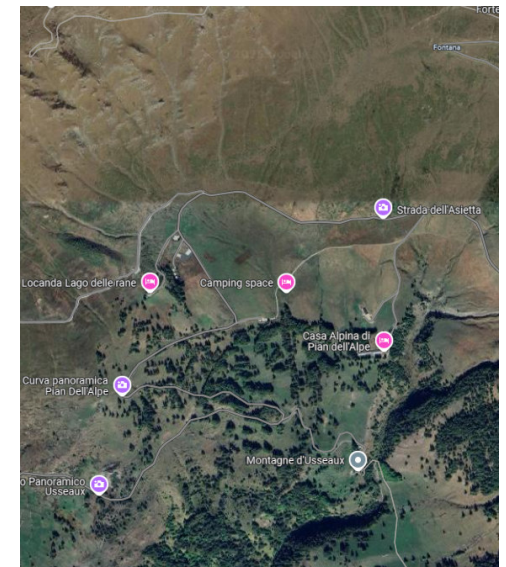 Forte
Fontana
Strada dell'Asietta
Locanda Lago delle rane
Camping space
Casa Alpina di
Pian dell'Alpe
Curva panoramica
Pian Dell'Alpe
Montagne d'Usseaux
o Panoramico
Usseaux